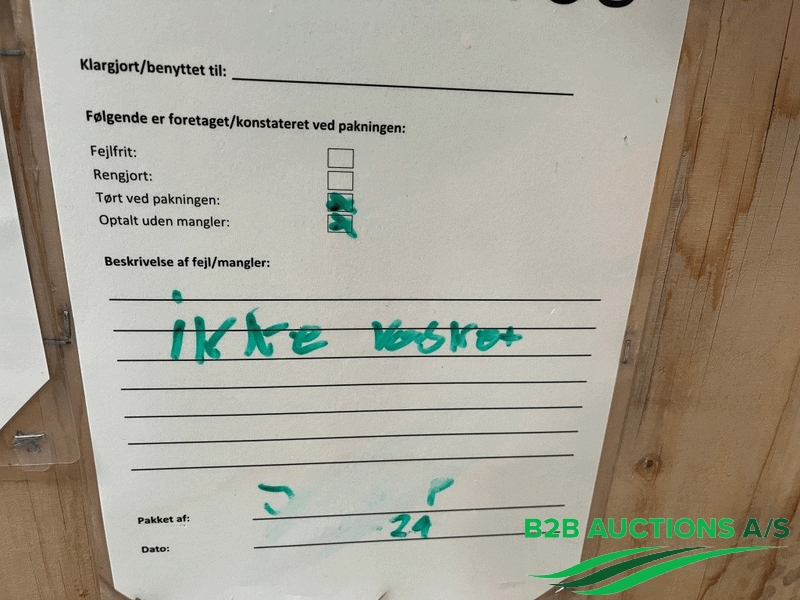 Klargjort/benyttet til:
Følgende er foretaget/konstateret ved pakningen:
Fejlfrit:
Rengjort:
Tørt ved pakningen:
Optalt uden mangler:
Beskrivelse af fejl/mangler:
ikke vasket
J P
Pakket af:
Dato:
B2B AUCTIONS A/S